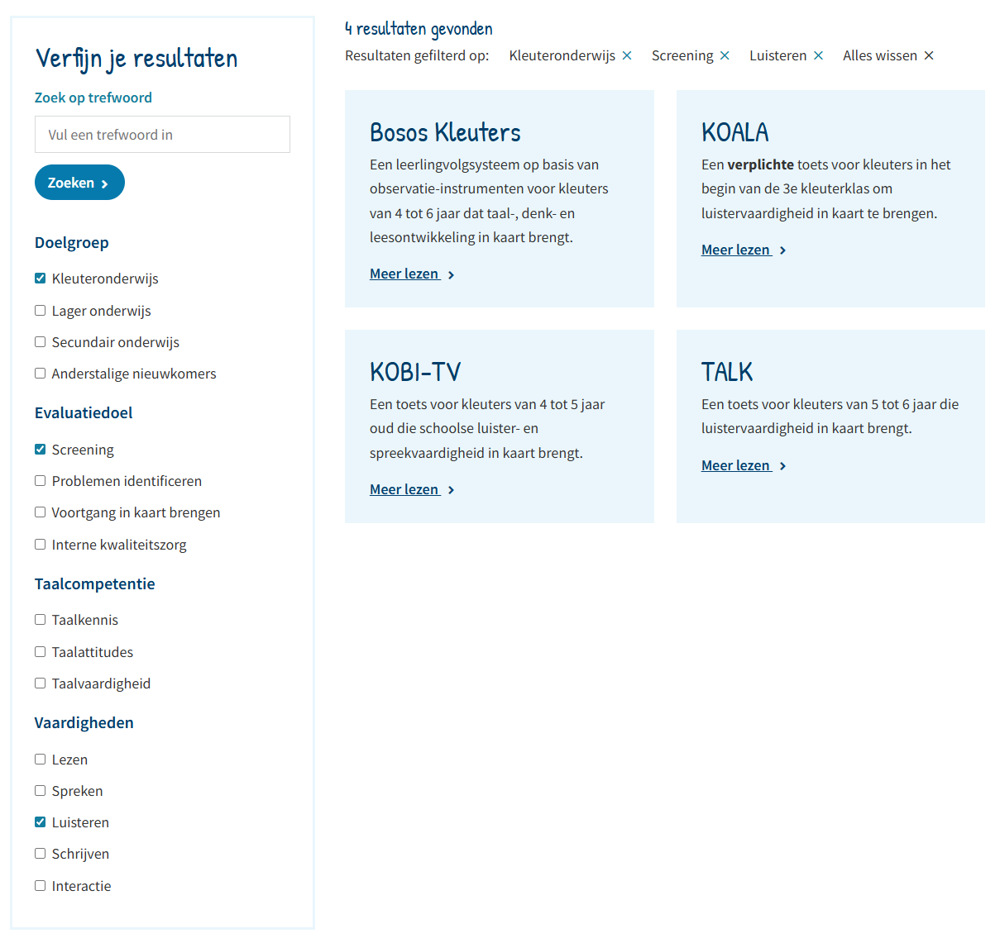 Verfijn je resultaten
Zoek op trefwoord
Vul een trefwoord in
Zoeken
Doelgroep
Kleuteronderwijs
Lager onderwijs
Secundair onderwijs
Anderstalige nieuwkomers
Evaluatiedoel
Screening
Problemen identificeren
Voortgang in kaart brengen
Interne kwaliteitszorg
Taalcompetentie
Taalkennis
Taalattitudes
Taalvaardigheid
Vaardigheden
Lezen
Spreken
Luisteren
Schrijven
Interactie
4 resultaten gevonden
Resultaten gefilterd op: Kleuteronderwijs × Screening × Luisteren × Alles wissen ×
Bosos Kleuters
Een leerlingvolgsysteem op basis van
observatie-instrumenten voor kleuters
van 4 tot 6 jaar dat taal-, denk- en
leesontwikkeling in kaart brengt.
Meer lezen
KOALA
Een verplichte toets voor kleuters in het
begin van de 3e kleuterklas om
luistervaardigheid in kaart te brengen.
Meer lezen
KOBI-TV
Een toets voor kleuters van 4 tot 5 jaar
oud die schoolse luister- en
spreekvaardigheid in kaart brengt.
Meer lezen
TALK
Een toets voor kleuters van 5 tot 6 jaar die
luistervaardigheid in kaart brengt.
Meer lezen